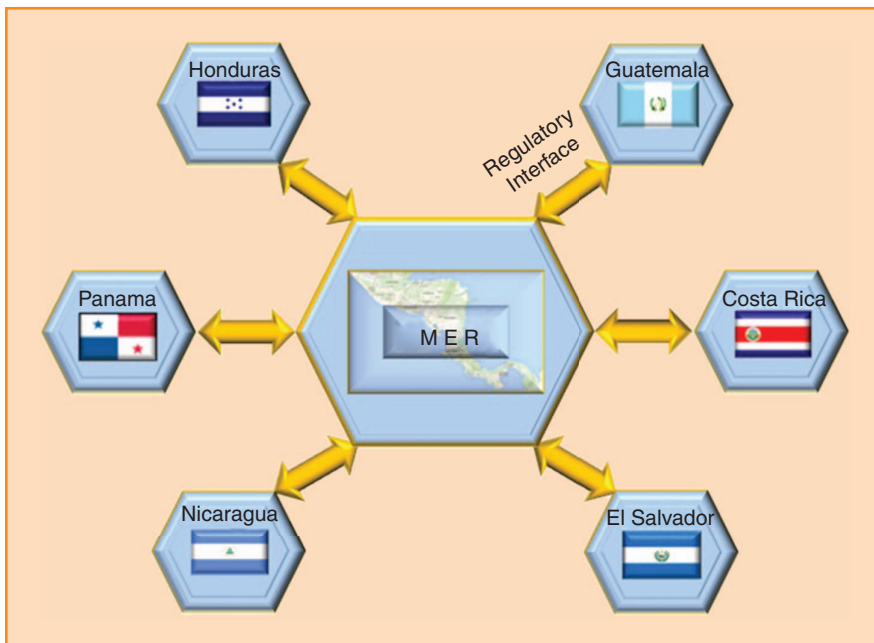 Honduras
Guatemala
Regulatory
Interface
Panama
Costa Rica
M E R
Nicaragua
El Salvador